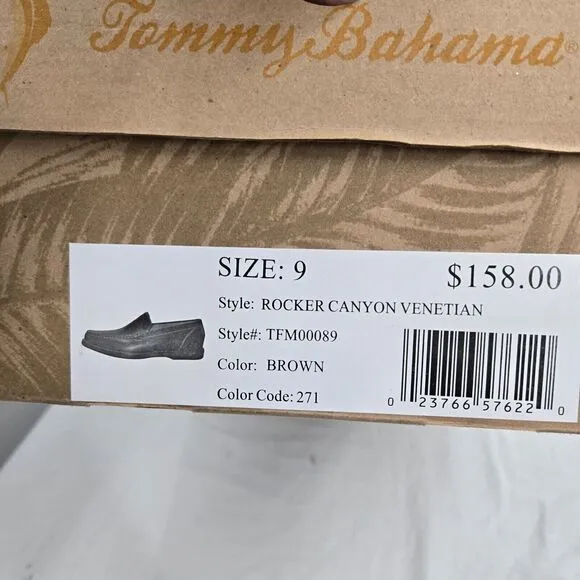 Tommy Bahama®
SIZE: 9 $158.00
Style: ROCKER CANYON VENETIAN
Style#: TFM00089
Color: BROWN
Color Code: 271
0 23766 57622 0